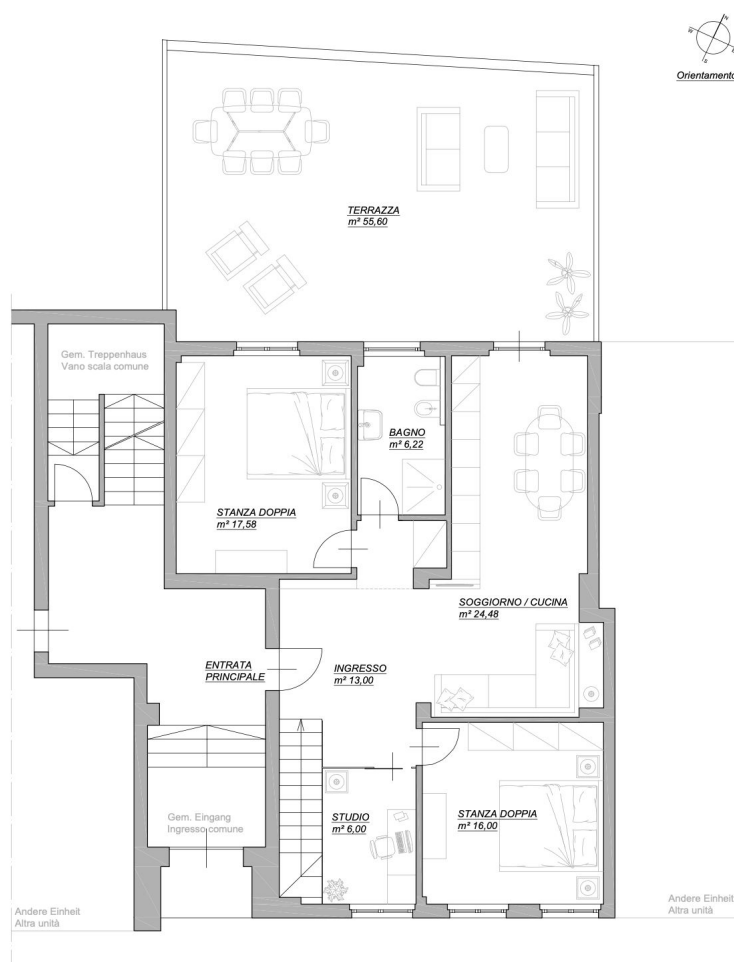 N
S
Orientamento
TERRAZZA
m² 55,60
Gem. Treppenhaus
Vano scala comune
BAGNO
m² 6,22
STANZA DOPPIA
m² 17,58
SOGGIORNO / CUCINA
m² 24,48
ENTRATA
PRINCIPALE
INGRESSO
m² 13,00
STUDIO
m² 6,00
STANZA DOPPIA
m² 16,00
Gem. Eingang
Ingresso comune
Andere Einheit
Altra unità
Andere Einheit
Altra unità